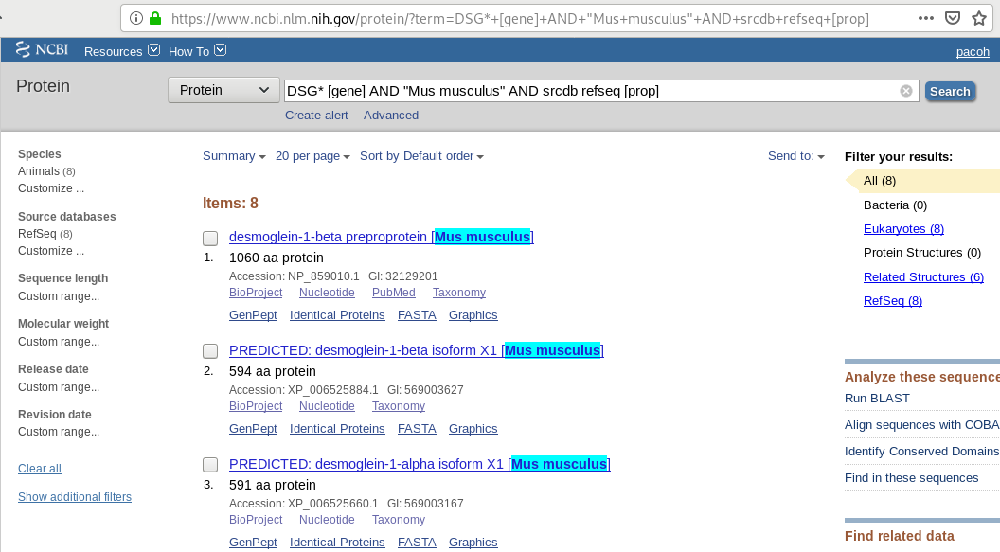 https://www.ncbi.nlm.nih.gov/protein/?term=DSG*+[gene]+AND+"Mus+musculus"+AND+srcdb+refseq+[prop]
NCBI Resources How To pacoh
Protein Protein DSG* [gene] AND "Mus musculus" AND srcdb refseq [prop] Search
Create alert Advanced
Species
Animals (8)
Customize ...
Source databases
RefSeq (8)
Customize ...
Sequence length
Custom range...
Molecular weight
Custom range...
Release date
Custom range...
Revision date
Custom range...
Clear all
Show additional filters
Summary 20 per page Sort by Default order Send to:
Items: 8
desmoglein-1-beta preproprotein [Mus musculus]
1. 1060 aa protein
Accession: NP_859010.1 GI: 32129201
BioProject Nucleotide PubMed Taxonomy
GenPept Identical Proteins FASTA Graphics
PREDICTED: desmoglein-1-beta isoform X1 [Mus musculus]
2. 594 aa protein
Accession: XP_006525884.1 GI: 569003627
BioProject Nucleotide Taxonomy
GenPept Identical Proteins FASTA Graphics
PREDICTED: desmoglein-1-alpha isoform X1 [Mus musculus]
3. 591 aa protein
Accession: XP_006525660.1 GI: 569003167
BioProject Nucleotide Taxonomy
GenPept Identical Proteins FASTA Graphics
Filter your results:
All (8)
Bacteria (0)
Eukaryotes (8)
Protein Structures (0)
Related Structures (6)
RefSeq (8)
Analyze these sequence
Run BLAST
Align sequences with COBA
Identify Conserved Domains
Find in these sequences
Find related data